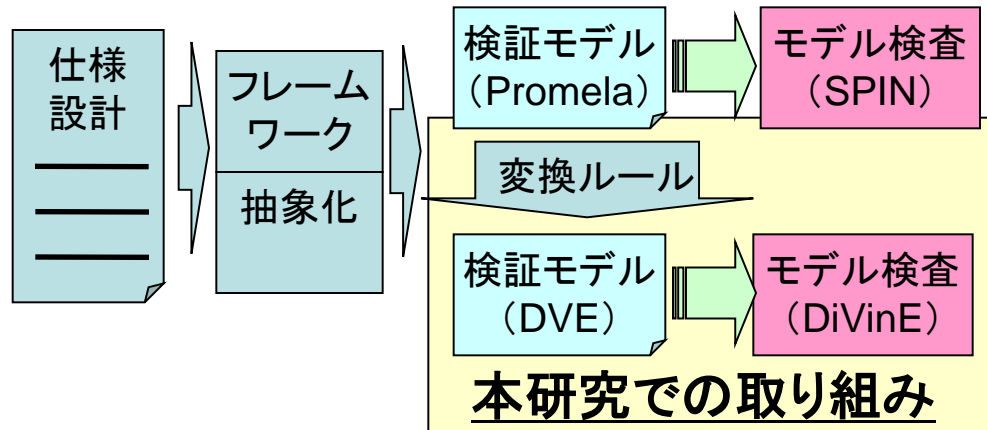 仕様
設計
フレーム
ワーク
抽象化
検証モデル
(Promela)
モデル検査
(SPIN)
変換ルール
検証モデル
(DVE)
モデル検査
(DiVinE)
本研究での取り組み